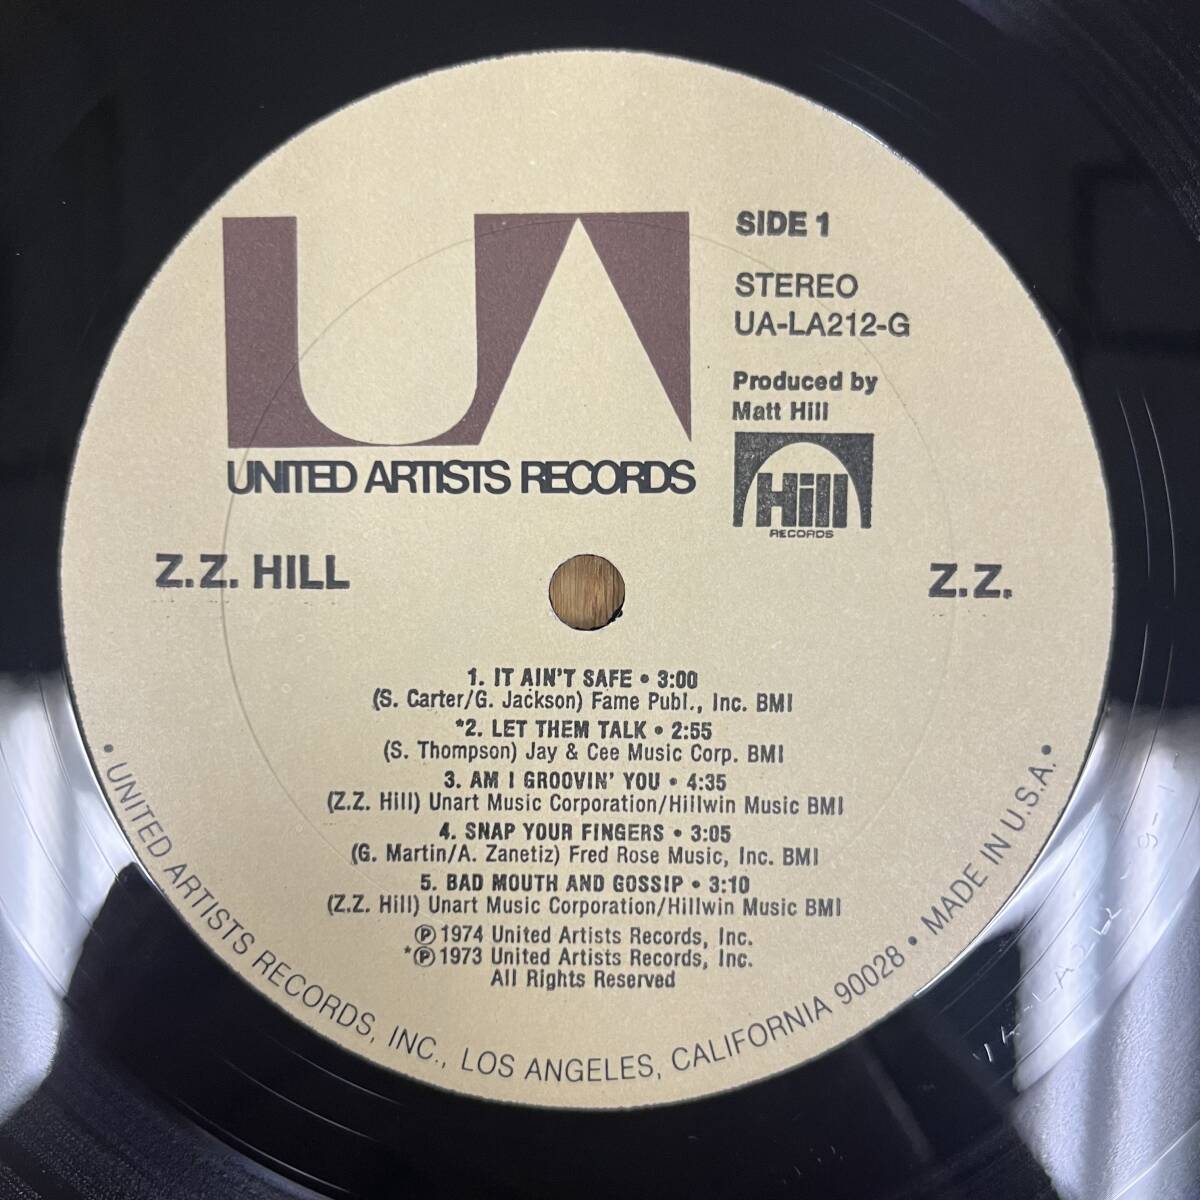 SIDE 1
STEREO
UA-LA212-G
Produced by
Matt Hill
Hill
RECORDS
UNITED ARTISTS RECORDS
Z.Z. HILL
Z.Z.
1. IT AIN'T SAFE • 3:00
(S. Carter/G. Jackson) Fame Publ., Inc. BMI
*2. LET THEM TALK • 2:55
(S. Thompson) Jay & Cee Music Corp. BMI
3. AM I GROOVIN' YOU • 4:35
(Z.Z. Hill) Unart Music Corporation/Hillwin Music BMI
4. SNAP YOUR FINGERS • 3:05
(G. Martin/A. Zanetiz) Fred Rose Music, Inc. BMI
5. BAD MOUTH AND GOSSIP • 3:10
(Z.Z. Hill) Unart Music Corporation/Hillwin Music BMI
℗ 1974 United Artists Records, Inc.
*℗ 1973 United Artists Records, Inc.
All Rights Reserved
• UNITED ARTISTS RECORDS, INC., LOS ANGELES, CALIFORNIA 90028 • MADE IN U.S.A. •